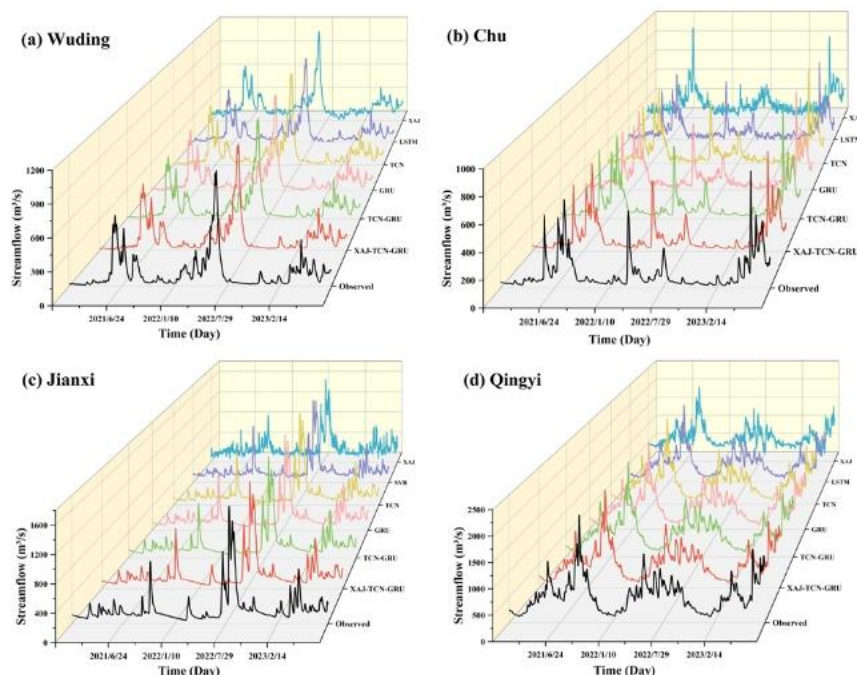 (a) Wuding
1200
900
600
300
0
Streamflow (m³/s)
2021/6/24
2022/1/10
2022/7/29
2023/2/14
Time (Day)
XAJ
LSTM
TCN
GRU
TCN-GRU
XAJ-TCN-GRU
Observed
(b) Chu
1000
800
600
400
200
0
Streamflow (m³/s)
2021/6/24
2022/1/10
2022/7/29
2023/2/14
Time (Day)
XA
LSTM
TCN
GRU
TCN-GRU
XAJ-TCN-GRU
Observed
(c) Jianxi
1600
1200
800
400
0
Streamflow (m³/s)
2021/6/24
2022/1/10
2022/7/29
2023/2/14
Time (Day)
XAJ
SVR
TCN
GRU
TCN-GRU
XAJ-TCN-GRU
Observed
(d) Qingyi
2500
2000
1500
1000
500
0
Streamflow (m³/s)
2021/6/24
2022/1/10
2022/7/29
2023/2/14
Time (Day)
XAJ
LSTM
TCN
GRU
TCN-GRU
XAJ-TCN-GRU
Observed